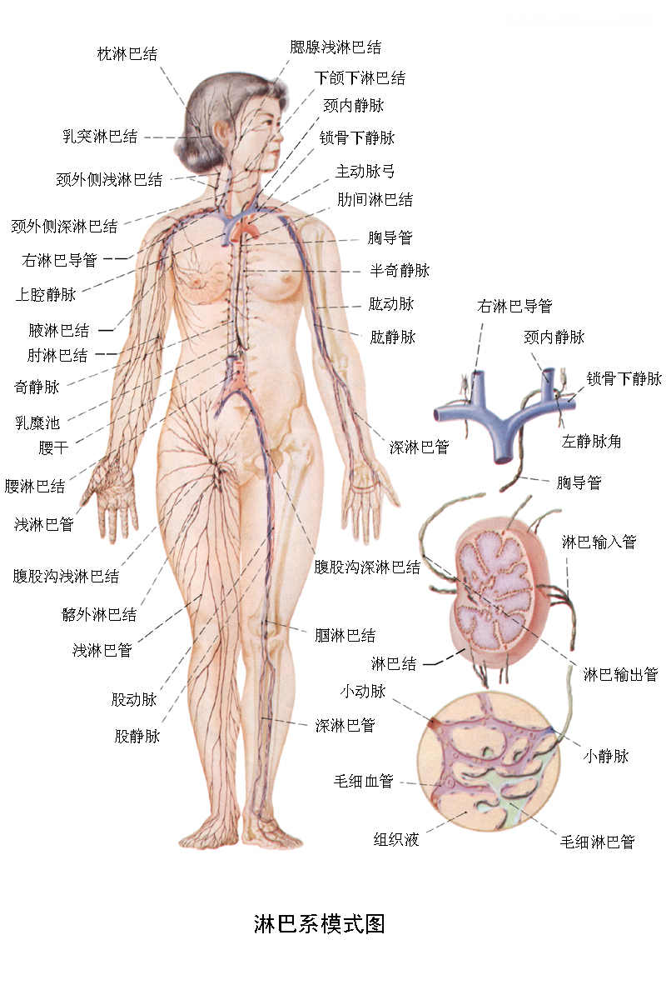 枕淋巴结
腮腺浅淋巴结
下颌下淋巴结
颈内静脉
乳突淋巴结
锁骨下静脉
颈外侧浅淋巴结
主动脉弓
肋间淋巴结
颈外侧深淋巴结
胸导管
右淋巴导管
半奇静脉
上腔静脉
肱动脉
腋淋巴结
肱静脉
肘淋巴结
奇静脉
乳糜池
腰干
深淋巴管
腰淋巴结
浅淋巴管
腹股沟浅淋巴结
腹股沟深淋巴结
髂外淋巴结
腘淋巴结
浅淋巴管
股动脉
深淋巴管
股静脉
右淋巴导管
颈内静脉
锁骨下静脉
左静脉角
胸导管
淋巴输入管
淋巴结
淋巴输出管
小动脉
小静脉
毛细血管
组织液
毛细淋巴管
淋巴系模式图